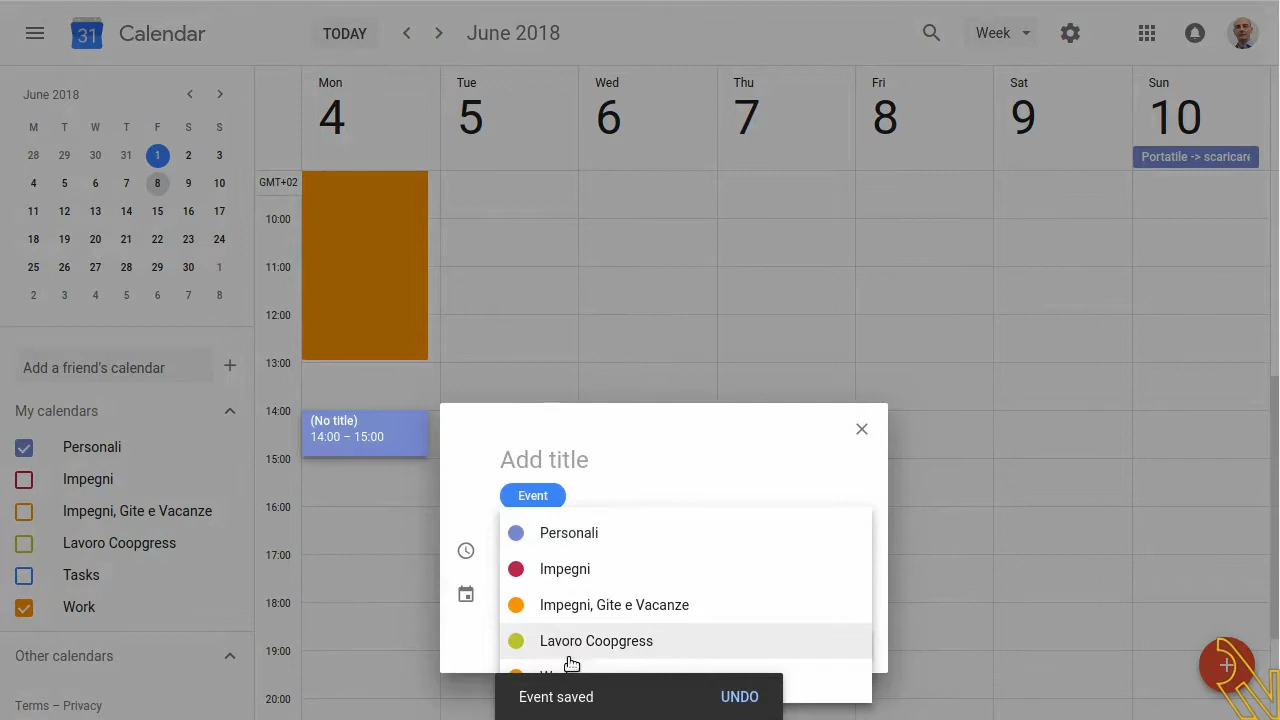 31 Calendar TODAY June 2018 Week
June 2018
M T W T F S S
28 29 30 31 1 2 3
4 5 6 7 8 9 10
11 12 13 14 15 16 17
18 19 20 21 22 23 24
25 26 27 28 29 30 1
2 3 4 5 6 7 8
Add a friend's calendar
My calendars
Personali
Impegni
Impegni, Gite e Vacanze
Lavoro Coopgress
Tasks
Work
Other calendars
Terms – Privacy
Mon Tue Wed Thu Fri Sat Sun
4 5 6 7 8 9 10
Portatile -> scaricare
GMT+02
10:00
11:00
12:00
13:00
14:00
15:00
16:00
17:00
18:00
19:00
20:00
(No title)
14:00 – 15:00
Add title
Event
Personali
Impegni
Impegni, Gite e Vacanze
Lavoro Coopgress
Event saved UNDO